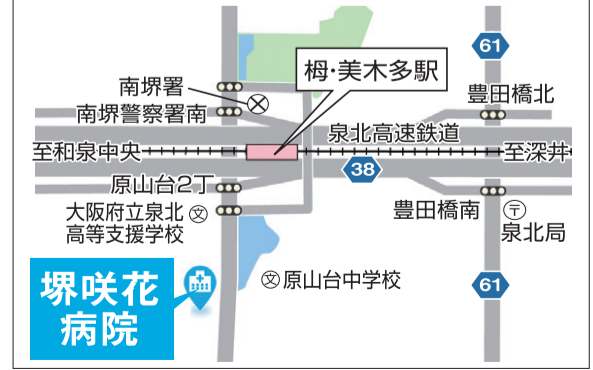 61
栂・美木多駅
南堺署
豊田橋北
南堺警察署南
泉北高速鉄道
至和泉中央
至深井
38
原山台2丁
大阪府立泉北
高等支援学校
文
豊田橋南
〒
泉北局
堺咲花
病院
文原山台中学校
61